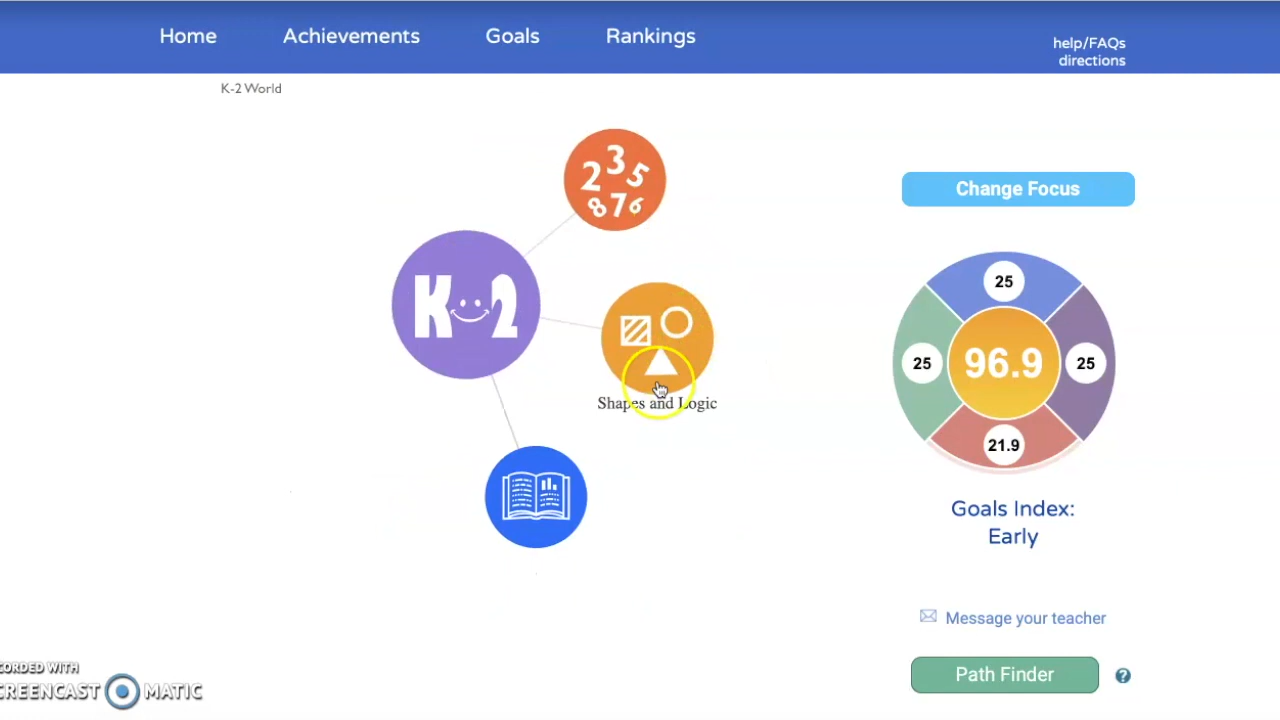 Home Achievements Goals Rankings
help/FAQs
directions
K-2 World
2 3 5
8 7 6
K 2
Shapes and Logic
Change Focus
25
25 96.9 25
21.9
Goals Index:
Early
Message your teacher
Path Finder ?
CORDED WITH
CREENCAST MATIC